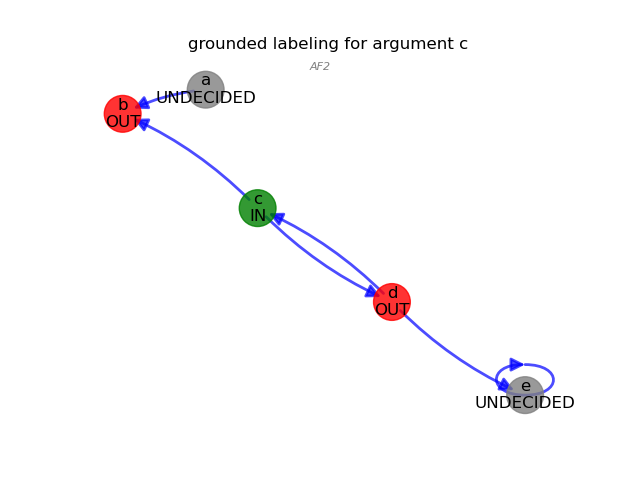 grounded labeling for argument c
AF2
a
UNDECIDED
b
OUT
c
IN
d
OUT
e
UNDECIDED